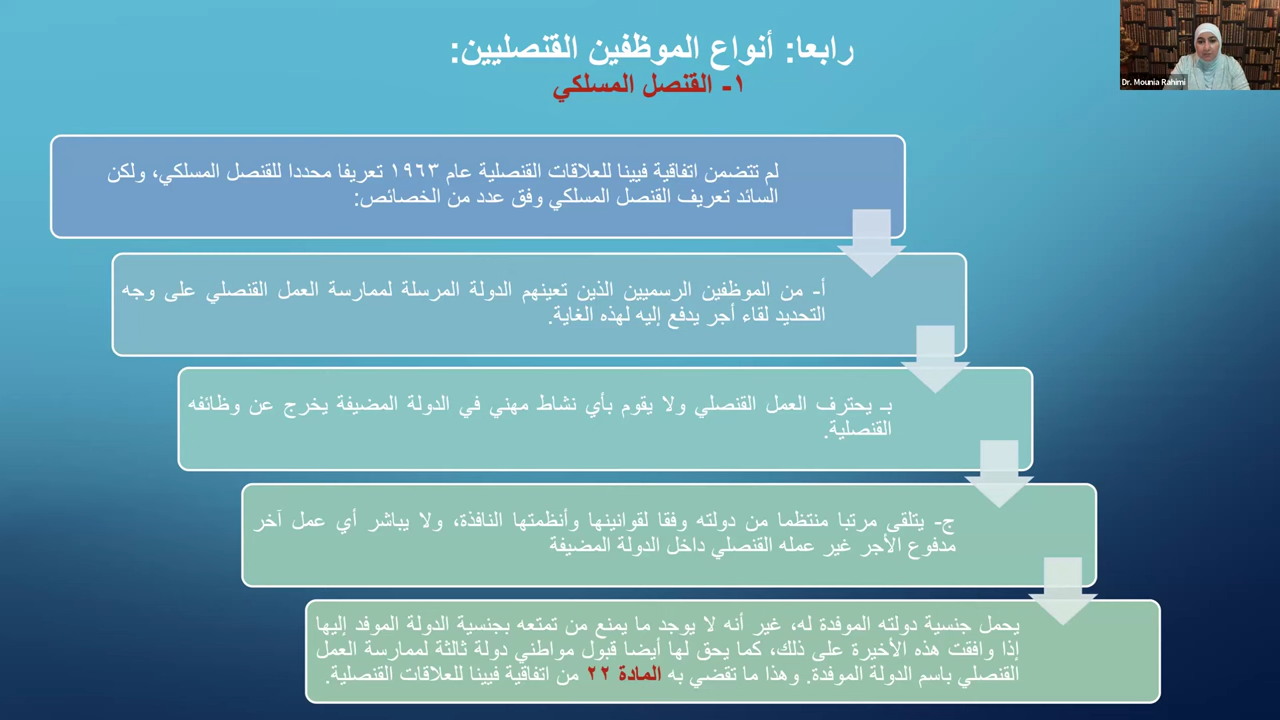 رابعا: أنواع الموظفين القنصليين:
١- القنصل المسلكي
Dr. Mounia Rahimi
لم تتضمن اتفاقية فيينا للعلاقات القنصلية عام ١٩٦٣ تعريفا محددا للقنصل المسلكي، ولكن
السائد تعريف القنصل المسلكي وفق عدد من الخصائص:
أ- من الموظفين الرسميين الذين تعينهم الدولة المرسلة لممارسة العمل القنصلي على وجه
التحديد لقاء أجر يدفع إليه لهذه الغاية.
بـ يحترف العمل القنصلي ولا يقوم بأي نشاط مهني في الدولة المضيفة يخرج عن وظائفه
القنصلية.
ج- يتلقى مرتبا منتظما من دولته وفقا لقوانينها وأنظمتها النافذة، ولا يباشر أي عمل آخر
مدفوع الأجر غير عمله القنصلي داخل الدولة المضيفة
يحمل جنسية دولته الموفدة له، غير أنه لا يوجد ما يمنع من تمتعه بجنسية الدولة الموفد إليها
إذا وافقت هذه الأخيرة على ذلك، كما يحق لها أيضا قبول مواطني دولة ثالثة لممارسة العمل
القنصلي باسم الدولة الموفدة. وهذا ما تقضي به المادة ٢٢ من اتفاقية فيينا للعلاقات القنصلية.